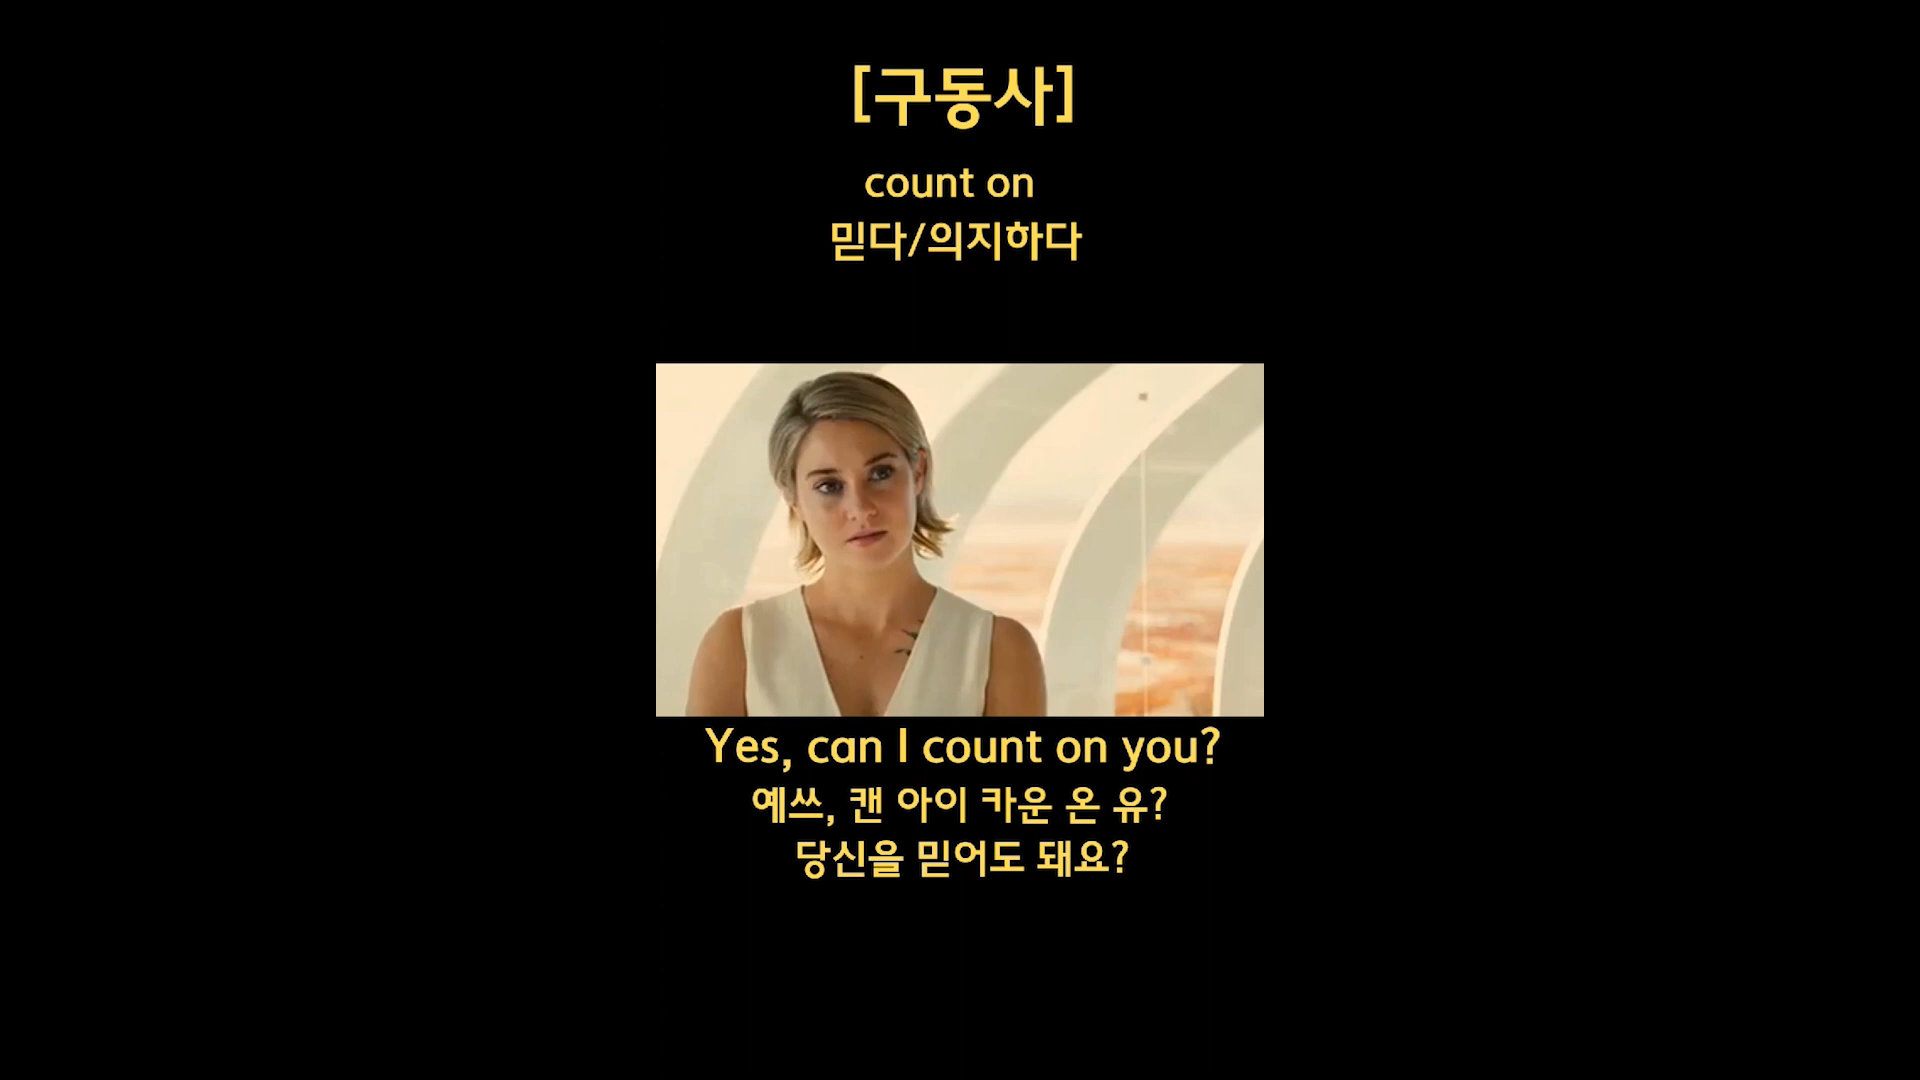 [구동사]
count on
믿다/의지하다
Yes, can I count on you?
예쓰, 캔 아이 카운 온 유?
당신을 믿어도 돼요?